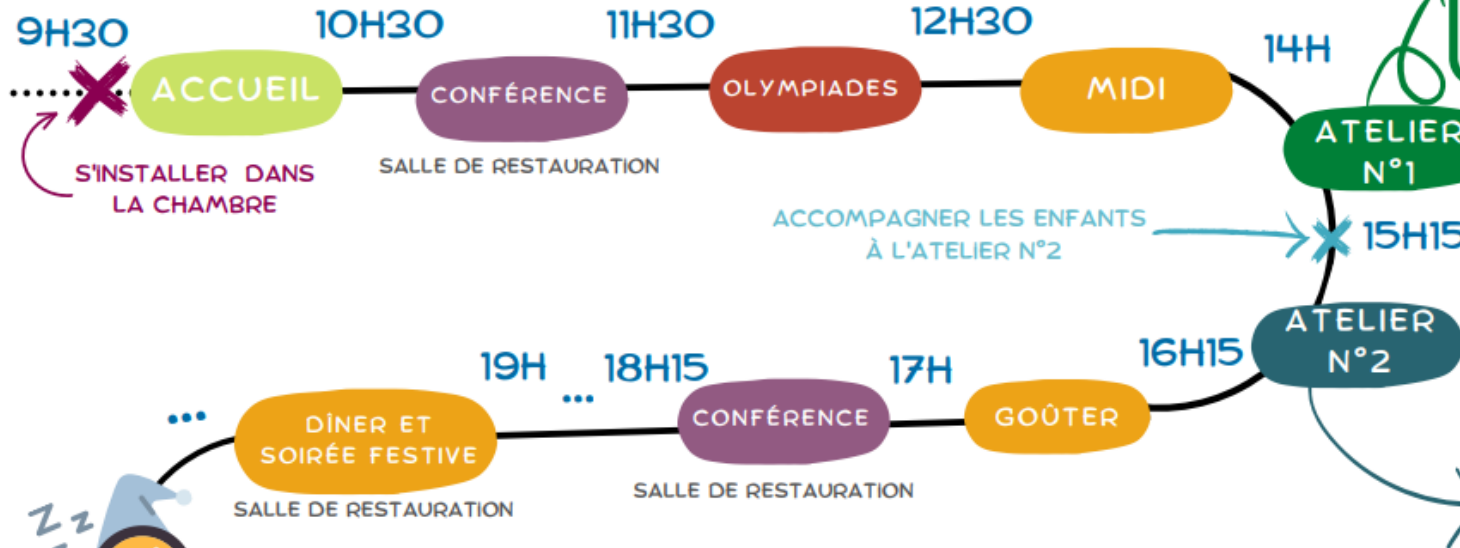 9H30
ACCUEIL
S'INSTALLER DANS
LA CHAMBRE
10H30
CONFÉRENCE
SALLE DE RESTAURATION
11H30
OLYMPIADES
12H30
MIDI
14H
ATELIER
N°1
ACCOMPAGNER LES ENFANTS
À L'ATELIER N°2
15H15
ATELIER
N°2
16H15
GOÛTER
17H
CONFÉRENCE
SALLE DE RESTAURATION
18H15
...
19H
DÎNER ET
SOIRÉE FESTIVE
SALLE DE RESTAURATION
...
Z z